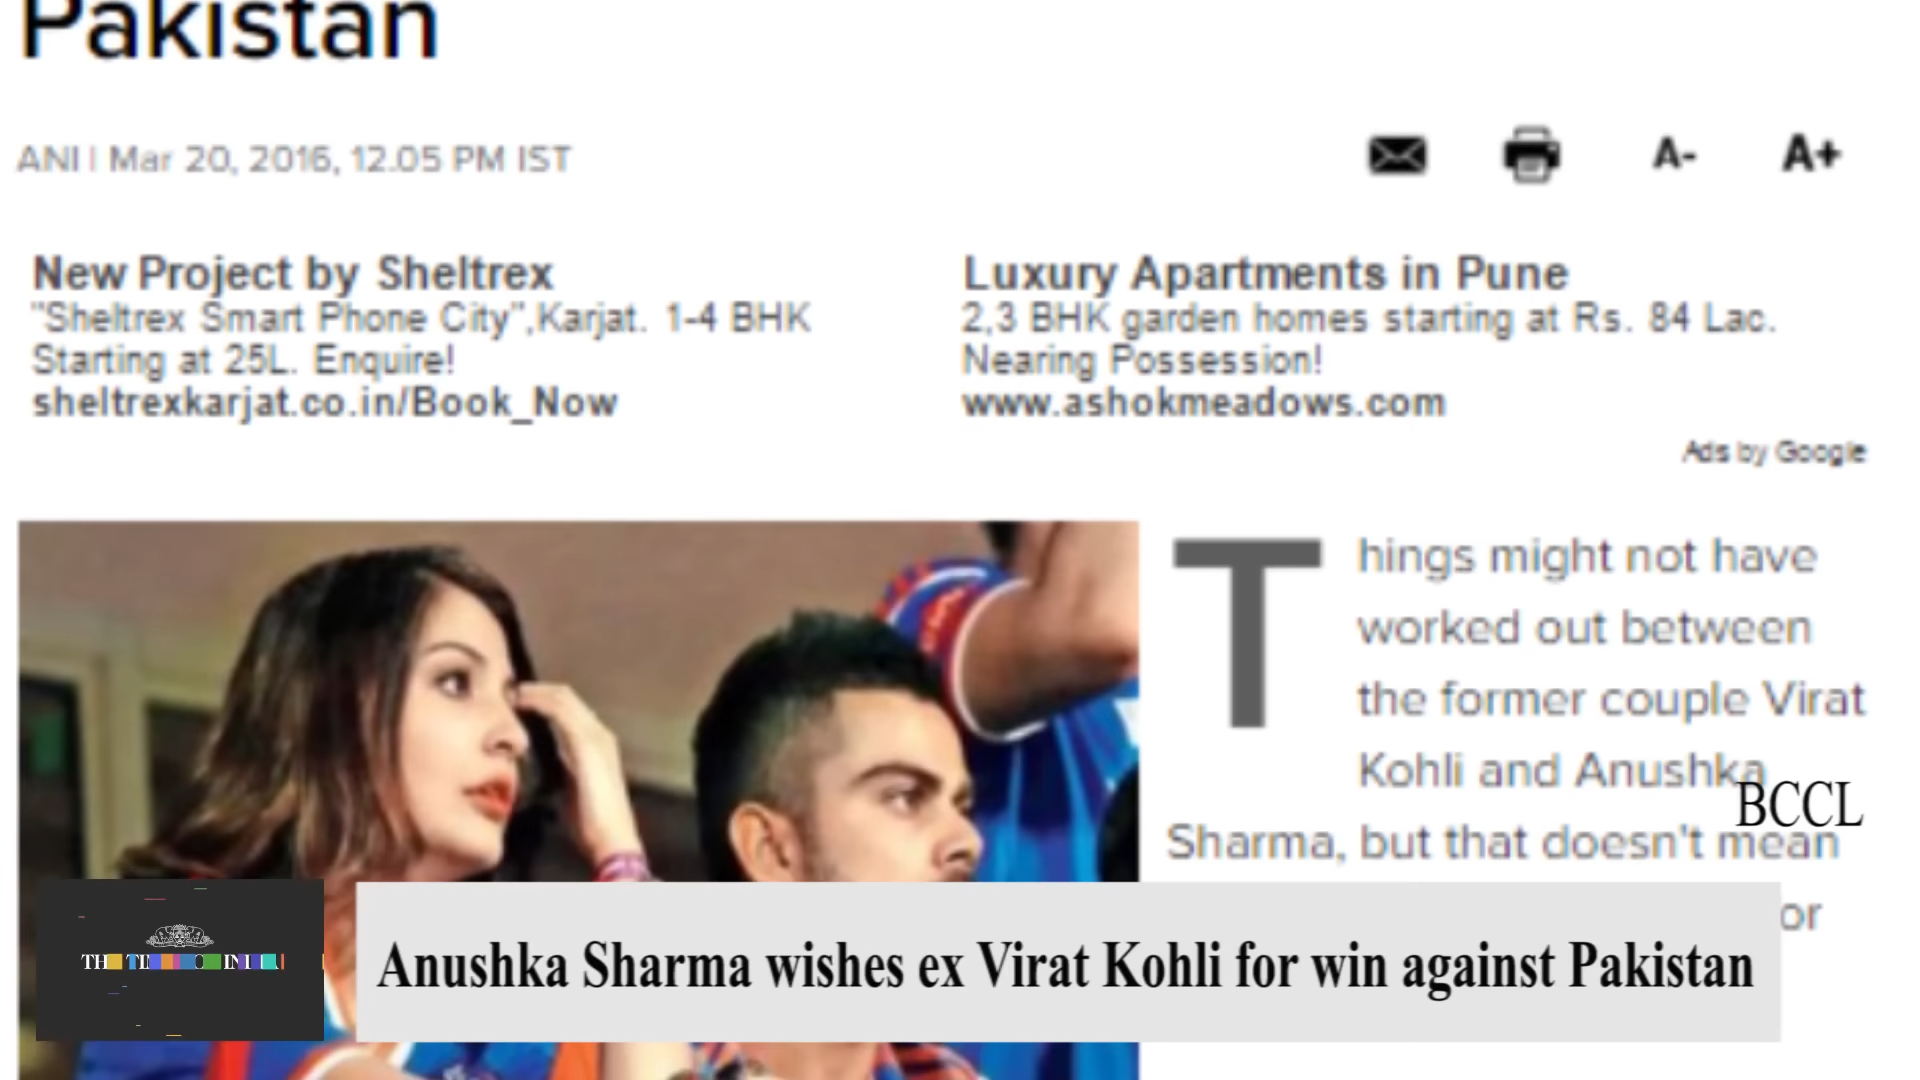 Pakistan
ANI | Mar 20, 2016, 12.05 PM IST
A-
A+
New Project by Sheltrex
"Sheltrex Smart Phone City",Karjat. 1-4 BHK
Starting at 25L. Enquire!
sheltrexkarjat.co.in/Book_Now
Luxury Apartments in Pune
2,3 BHK garden homes starting at Rs. 84 Lac.
Nearing Possession!
www.ashokmeadows.com
Ads by Google
Things might not have
worked out between
the former couple Virat
Kohli and Anushka
Sharma, but that doesn't mean
or
BCCL
Anushka Sharma wishes ex Virat Kohli for win against Pakistan